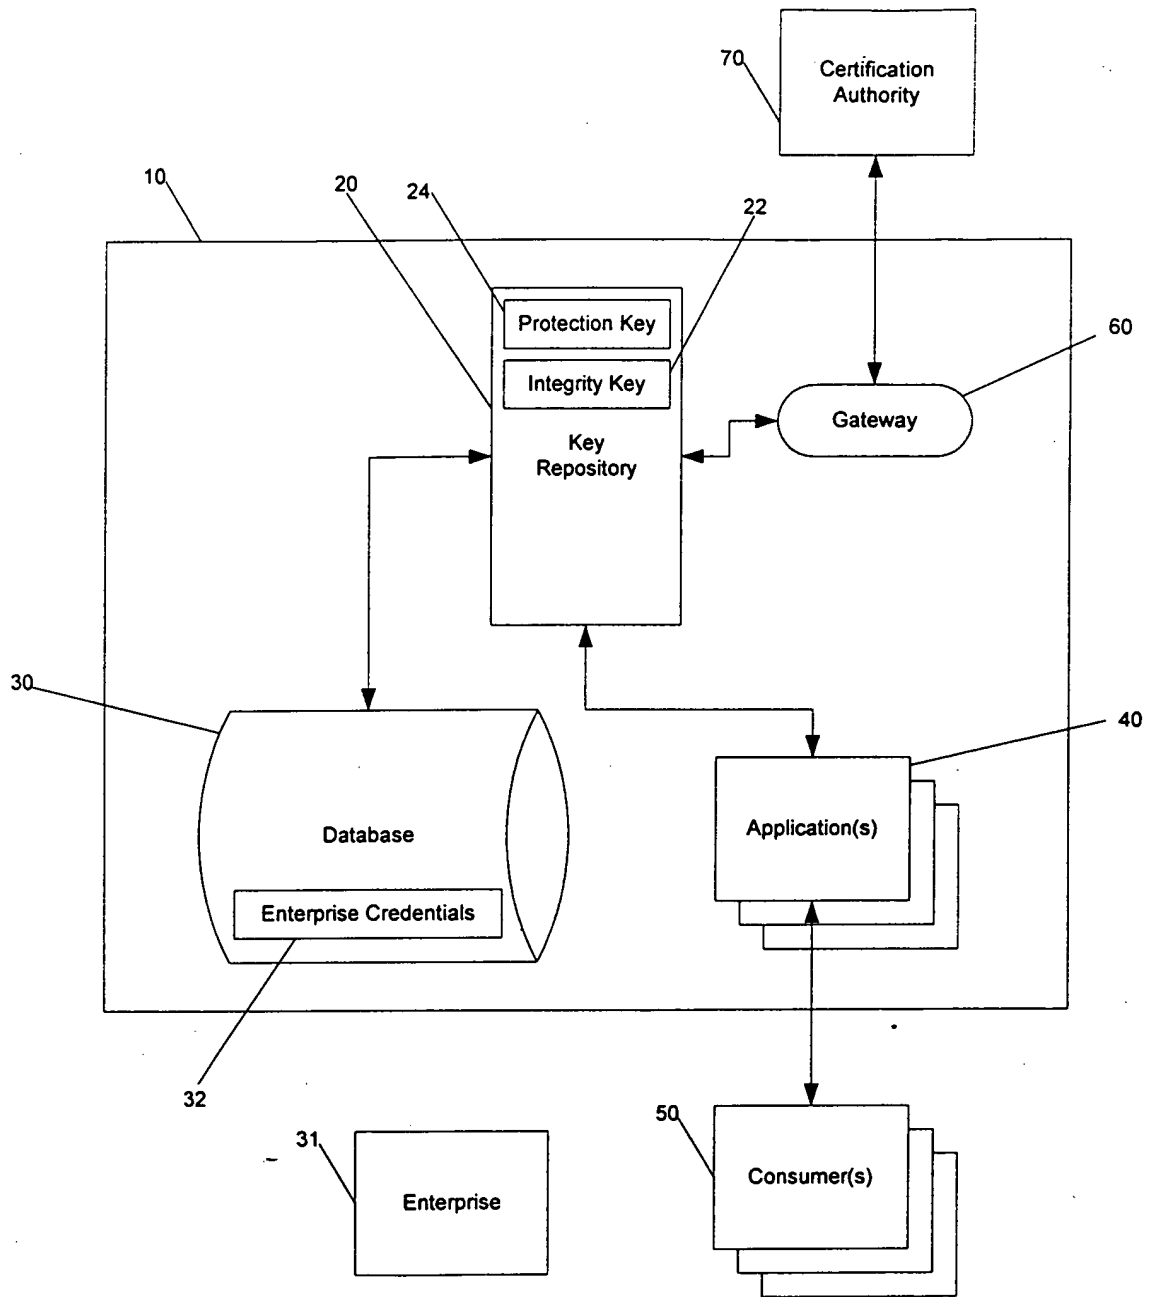 70
Certification
Authority
10
20
24
22
Protection Key
Integrity Key
60
Gateway
Key
Repository
30
40
Database
Application(s)
Enterprise Credentials
32
31
50
Enterprise
Consumer(s)